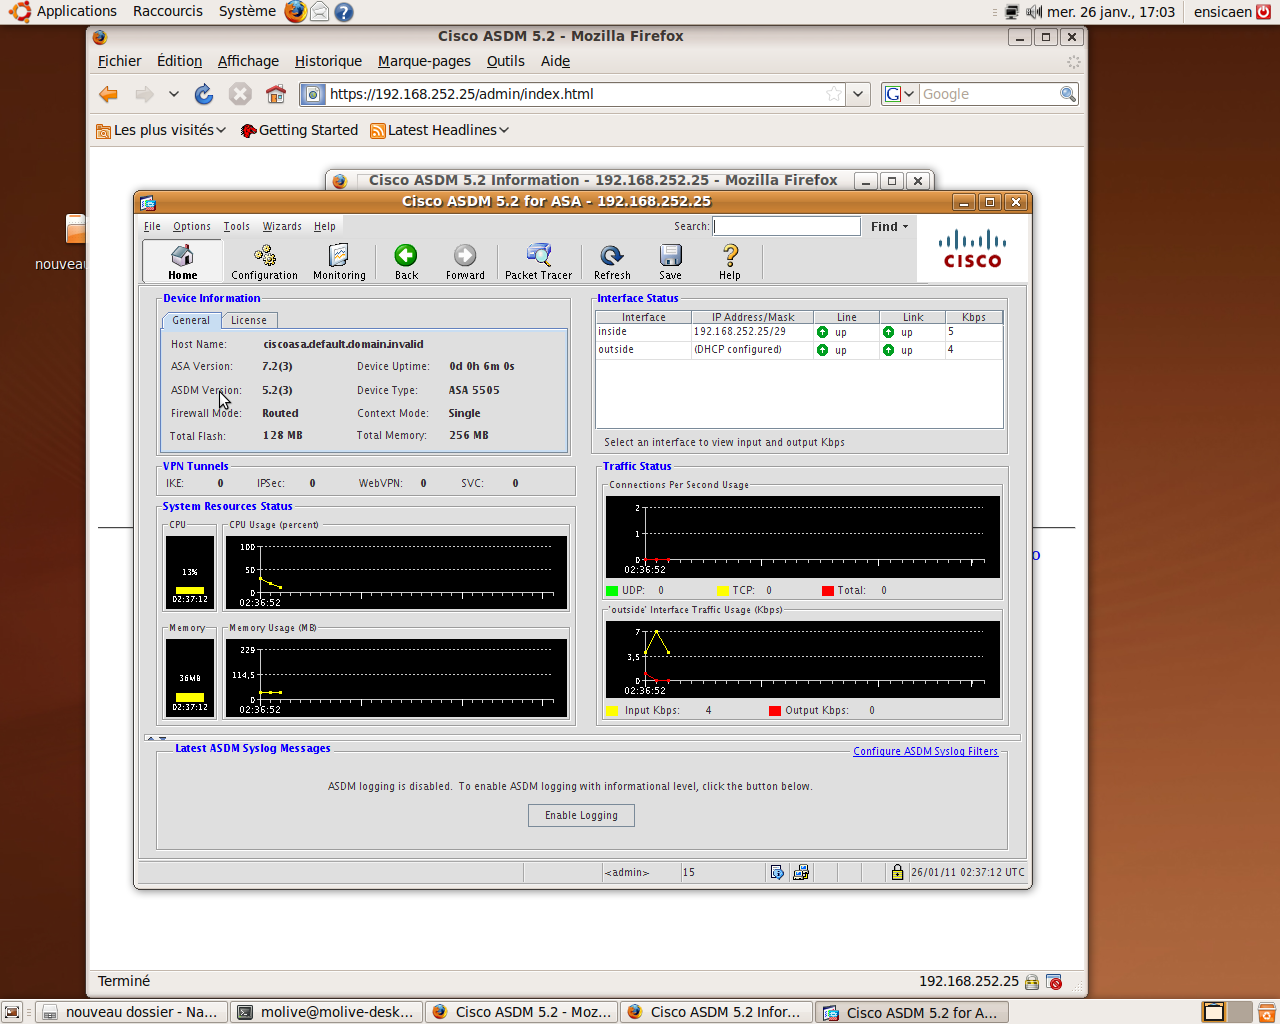 Applications Raccourcis Système mer. 26 janv., 17:03 ensicaen
Cisco ASDM 5.2 - Mozilla Firefox
Fichier Édition Affichage Historique Marque-pages Outils Aide
https://192.168.252.25/admin/index.html Google
Les plus visités Getting Started Latest Headlines
Cisco ASDM 5.2 Information - 192.168.252.25 - Mozilla Firefox
Cisco ASDM 5.2 for ASA - 192.168.252.25
File Options Tools Wizards Help Search: Find
Home Configuration Monitoring Back Forward Packet Tracer Refresh Save Help
CISCO
nouveau
Device Information
General License
Host Name: ciscoasa.default.domain.invalid
ASA Version: 7.2(3) Device Uptime: 0d 0h 6m 0s
ASDM Version: 5.2(3) Device Type: ASA 5505
Firewall Mode: Routed Context Mode: Single
Total Flash: 128 MB Total Memory: 256 MB
Interface Status
Interface IP Address/Mask Line Link Kbps
inside 192.168.252.25/29 up up 5
outside (DHCP configured) up up 4
Select an interface to view input and output Kbps
VPN Tunnels
IKE: 0 IPSec: 0 WebVPN: 0 SVC: 0
System Resources Status
CPU
13%
02:37:12
CPU Usage (percent)
100
50
0
02:36:52
Memory
36MB
02:37:12
Memory Usage (MB)
229
114,5
0
02:36:52
Traffic Status
Connections Per Second Usage
2
1
0
02:36:52
UDP: 0 TCP: 0 Total: 0
'outside' Interface Traffic Usage (Kbps)
7
3,5
0
02:36:52
Input Kbps: 4 Output Kbps: 0
Latest ASDM Syslog Messages Configure ASDM Syslog Filters
ASDM logging is disabled. To enable ASDM logging with informational level, click the button below.
Enable Logging
<admin> 15 26/01/11 02:37:12 UTC
Terminé 192.168.252.25
nouveau dossier - Na... molive@molive-desk... Cisco ASDM 5.2 - Moz... Cisco ASDM 5.2 Infor... Cisco ASDM 5.2 for A...